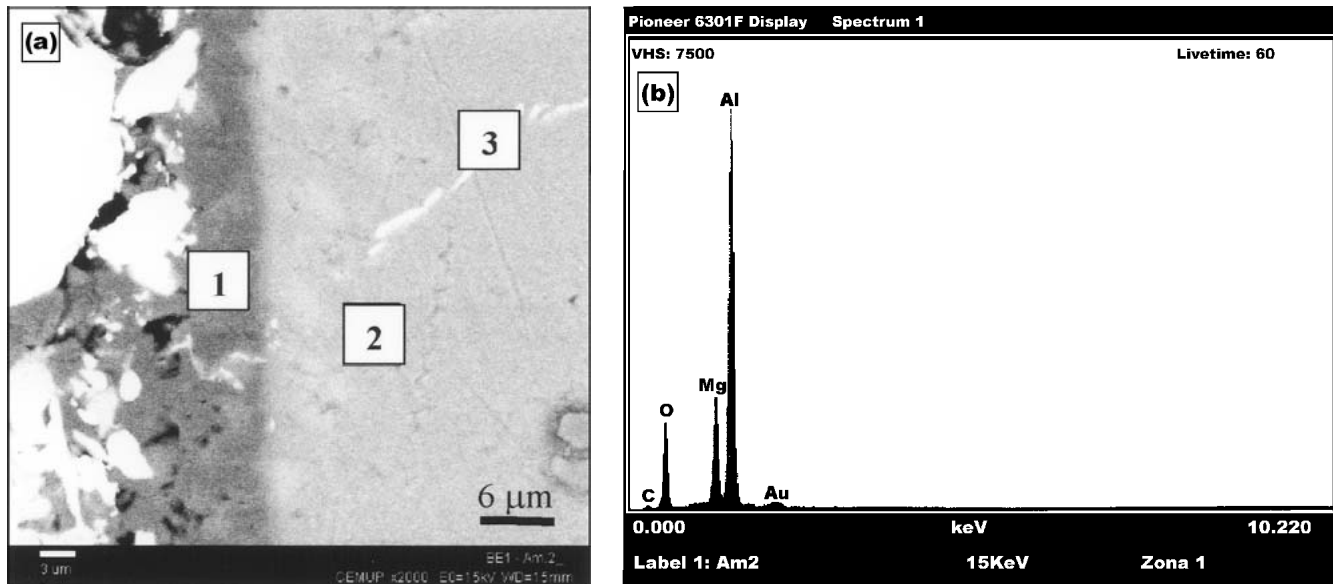 (a)
3
1
2
6 µm
3 um
BE1 - Am.2_
CEMUP x2000 E0=15kV WD=15mm
Pioneer 6301F Display Spectrum 1
VHS: 7500 Livetime: 60
(b)
Al
Mg
O
C
Au
0.000 keV 10.220
Label 1: Am2 15KeV Zona 1